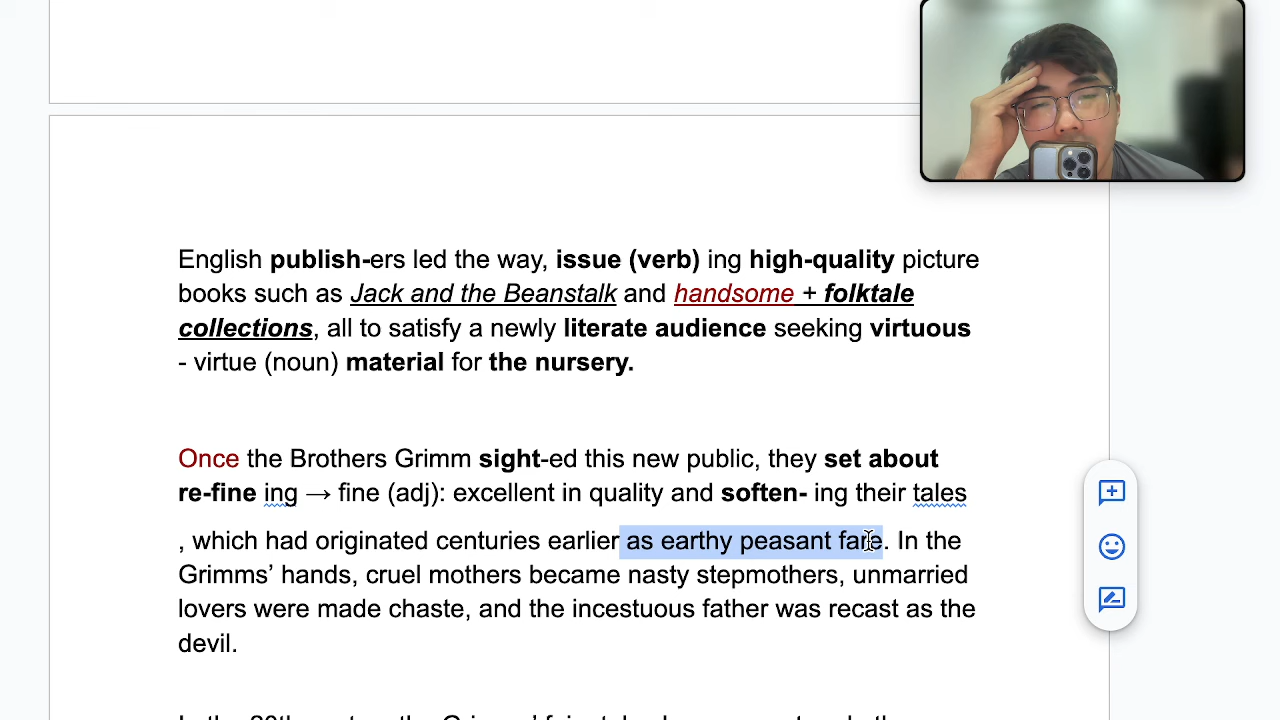 English publish-ers led the way, issue (verb) ing high-quality picture
books such as Jack and the Beanstalk and handsome + folktale
collections, all to satisfy a newly literate audience seeking virtuous
- virtue (noun) material for the nursery.
Once the Brothers Grimm sight-ed this new public, they set about
re-fine ing → fine (adj): excellent in quality and soften- ing their tales
, which had originated centuries earlier as earthy peasant fare. In the
Grimms’ hands, cruel mothers became nasty stepmothers, unmarried
lovers were made chaste, and the incestuous father was recast as the
devil.